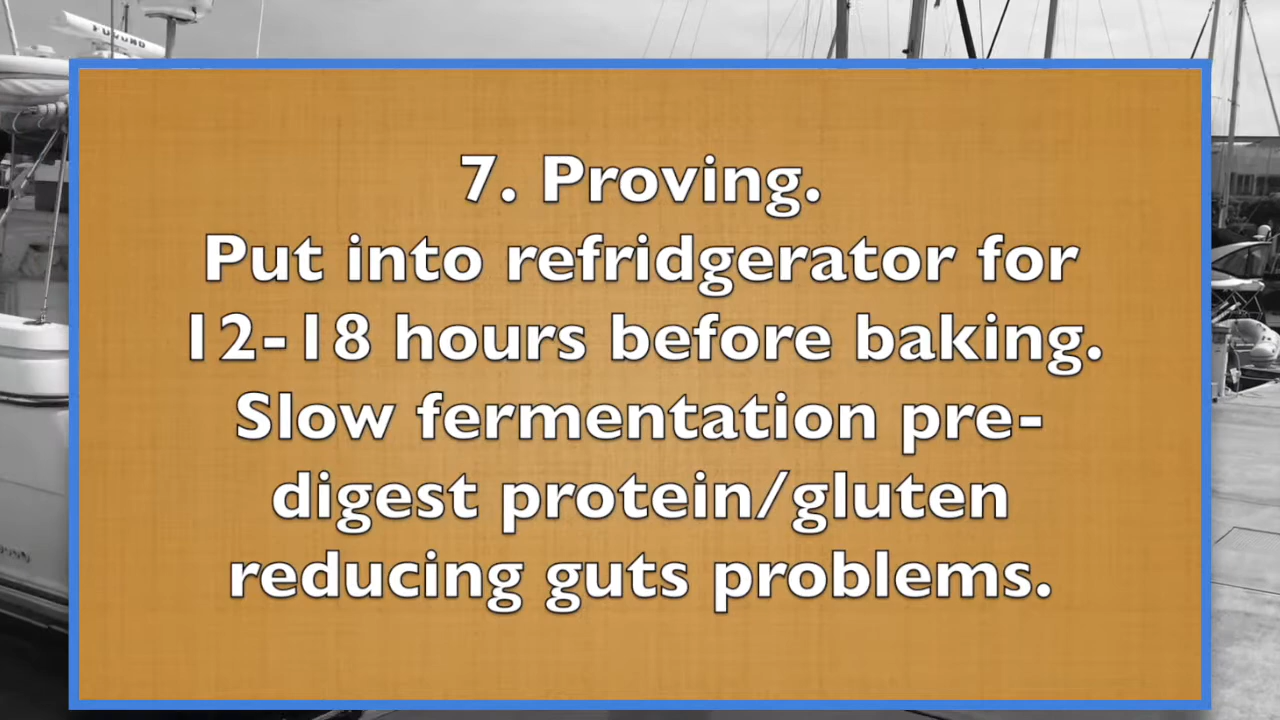 FURUNO
7. Proving.
Put into refridgerator for
12-18 hours before baking.
Slow fermentation pre-
digest protein/gluten
reducing guts problems.